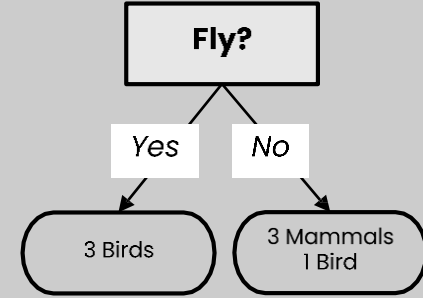 Fly?
Yes
No
3 Birds
3 Mammals
1 Bird